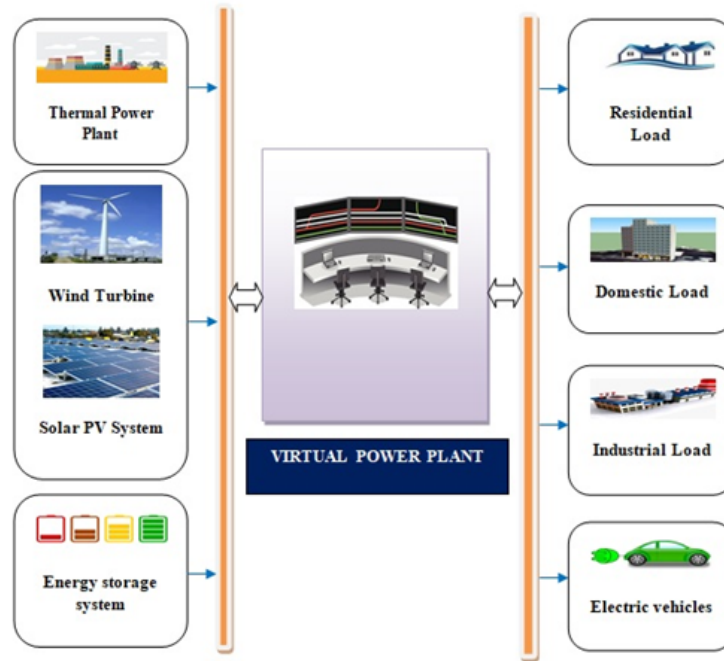 Thermal Power
Plant
Wind Turbine
Solar PV System
Energy storage
system
VIRTUAL POWER PLANT
Residential
Load
Domestic Load
Industrial Load
Electric vehicles